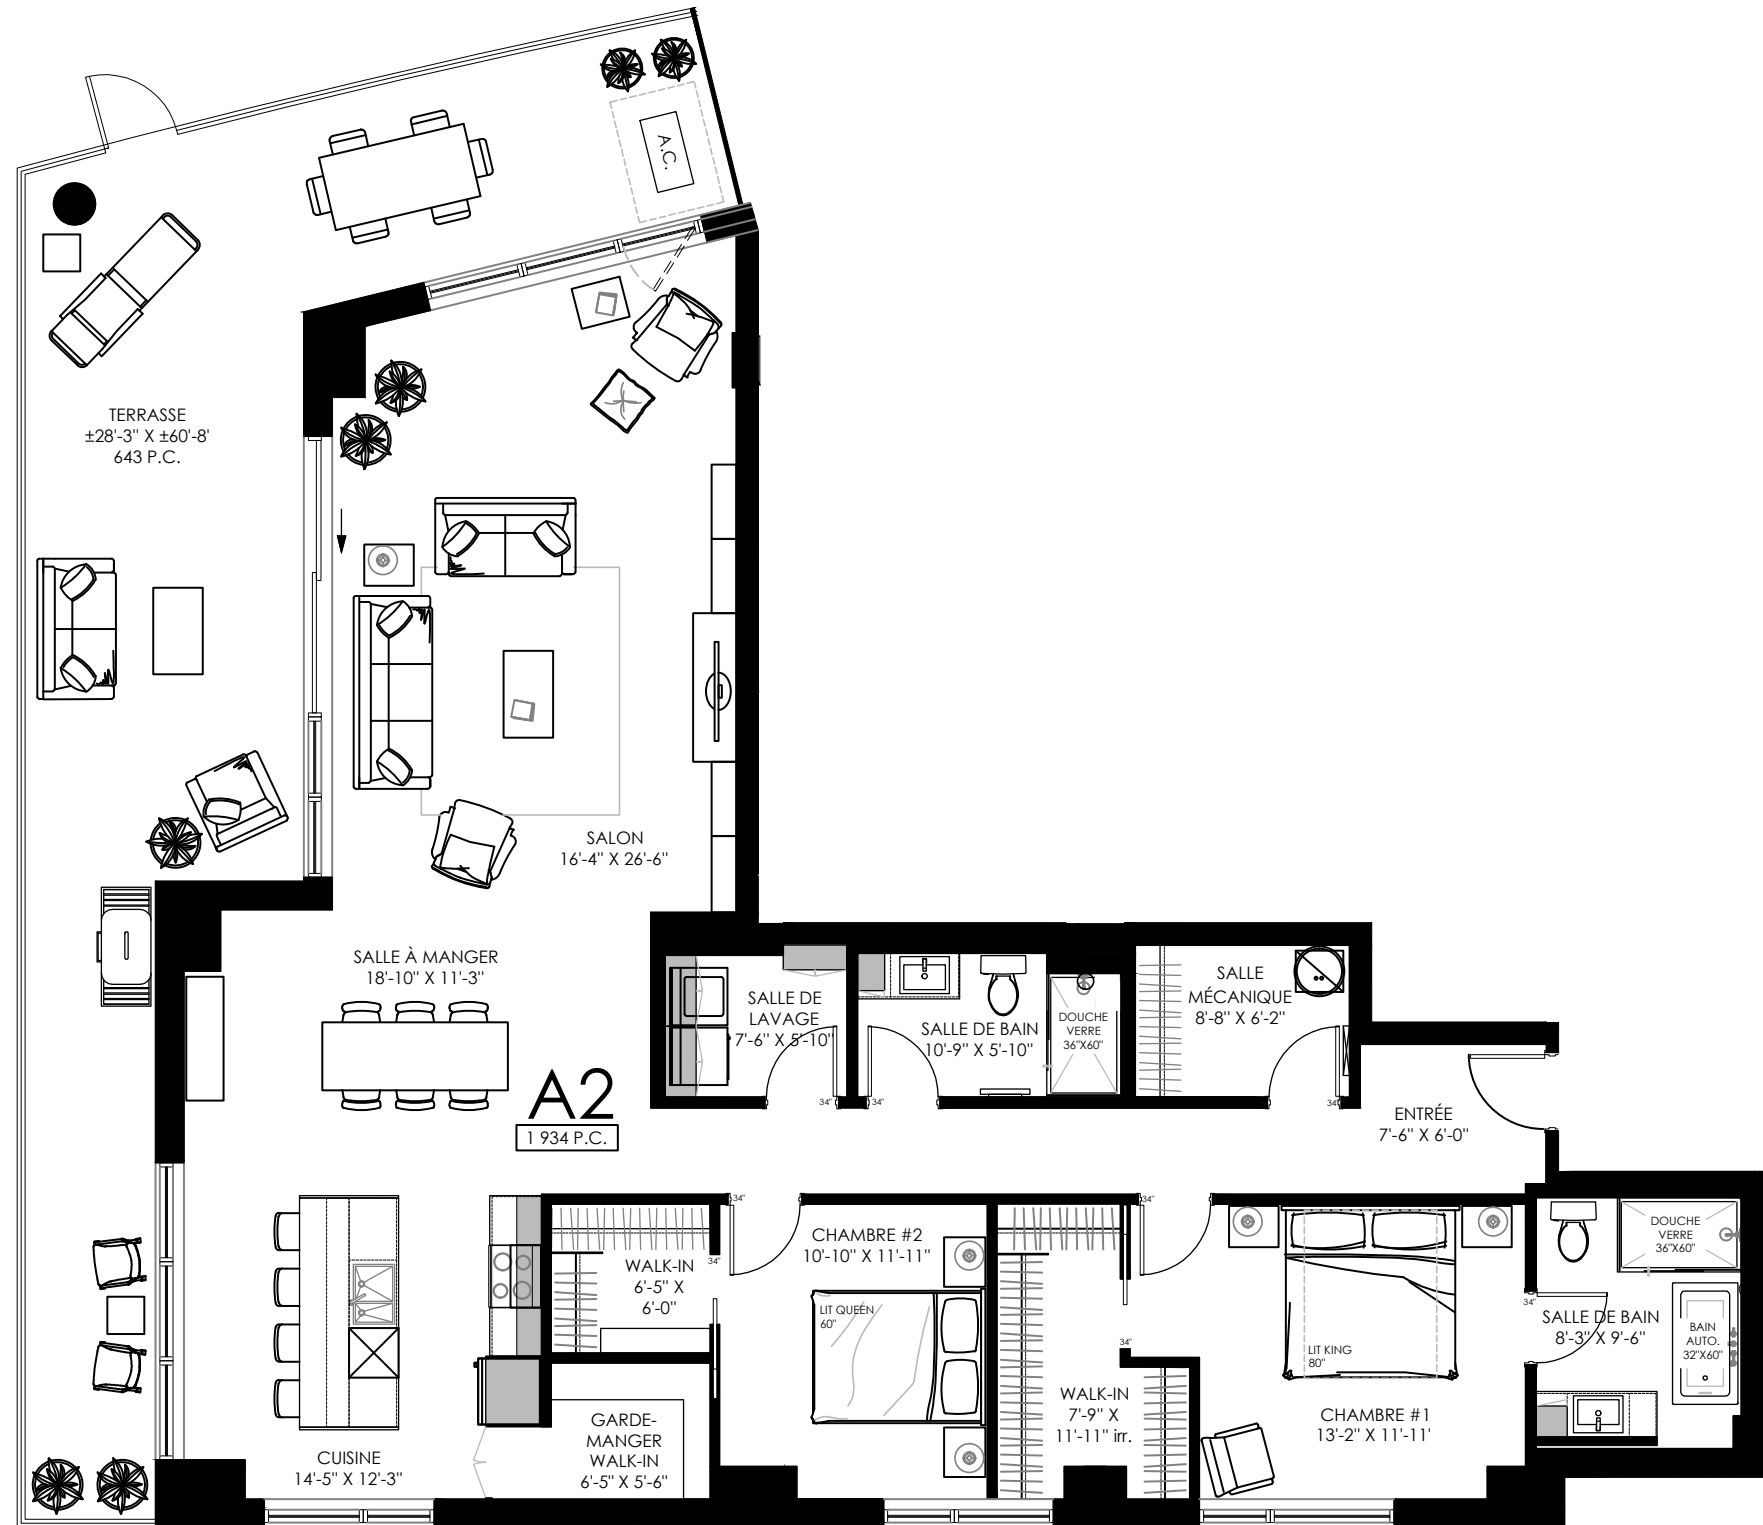 A.C.
TERRASSE
±28'-3" X ±60'-8'
643 P.C.
SALON
16'-4" X 26'-6"
SALLE À MANGER
18'-10" X 11'-3"
SALLE DE
LAVAGE
7'-6" X 5'-10"
34"
SALLE DE BAIN
10'-9" X 5'-10"
34"
DOUCHE
VERRE
36"X60"
SALLE
MÉCANIQUE
8'-8" X 6'-2"
34"
A2
1 934 P.C.
ENTRÉE
7'-6" X 6'-0"
34"
34"
WALK-IN
6'-5" X
6'-0"
34"
CHAMBRE #2
10'-10" X 11'-11"
LIT QUEEN
60"
DOUCHE
VERRE
36"X60"
34"
SALLE DE BAIN
8'-3" X 9'-6"
BAIN
AUTO.
32"X60"
34"
LIT KING
80"
WALK-IN
7'-9" X
11'-11" irr.
CHAMBRE #1
13'-2" X 11'-11'
GARDE-
MANGER
WALK-IN
6'-5" X 5'-6"
CUISINE
14'-5" X 12'-3"